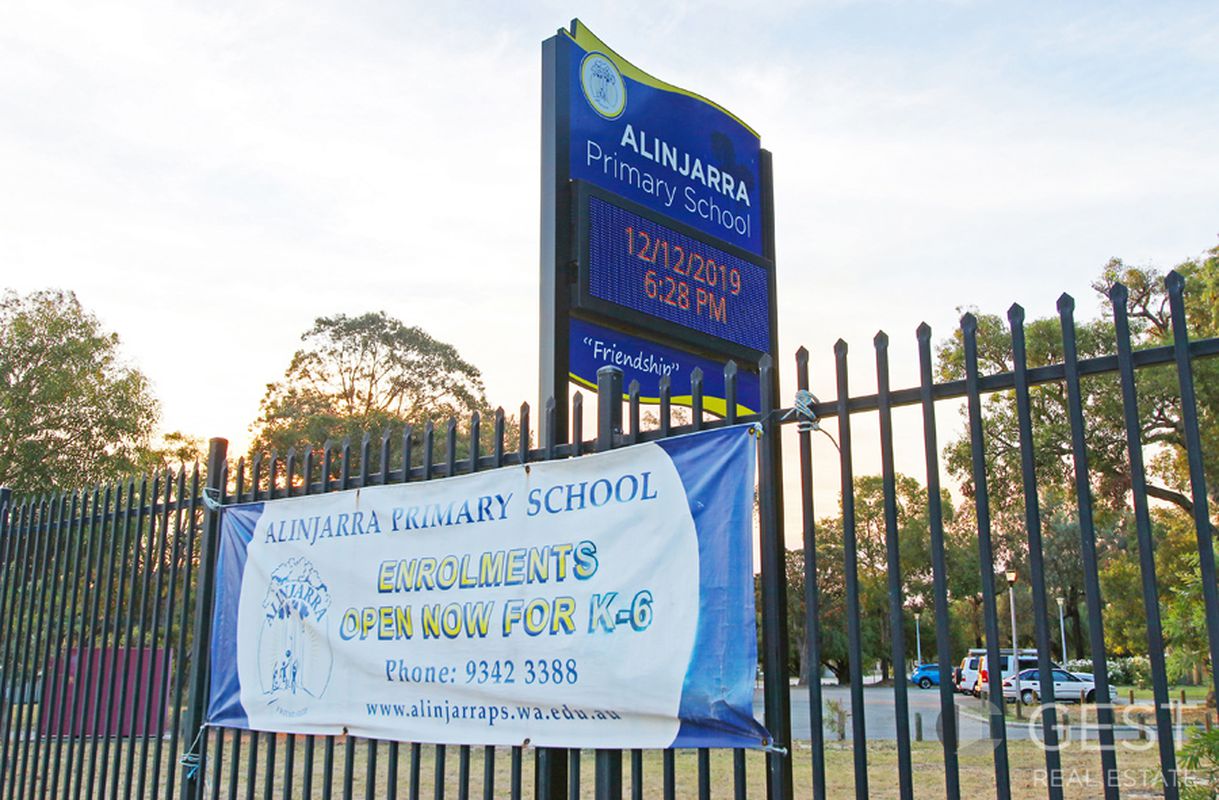 ALINJARRA
Primary School
12/12/2019
6:28 PM
"Friendship"
ALINJARRA PRIMARY SCHOOL
ALINJARRA
ENROLMENTS
OPEN NOW FOR K-6
Phone: 9342 3388
www.alinjarraps.wa.edu.au
GEST
REAL ESTATE